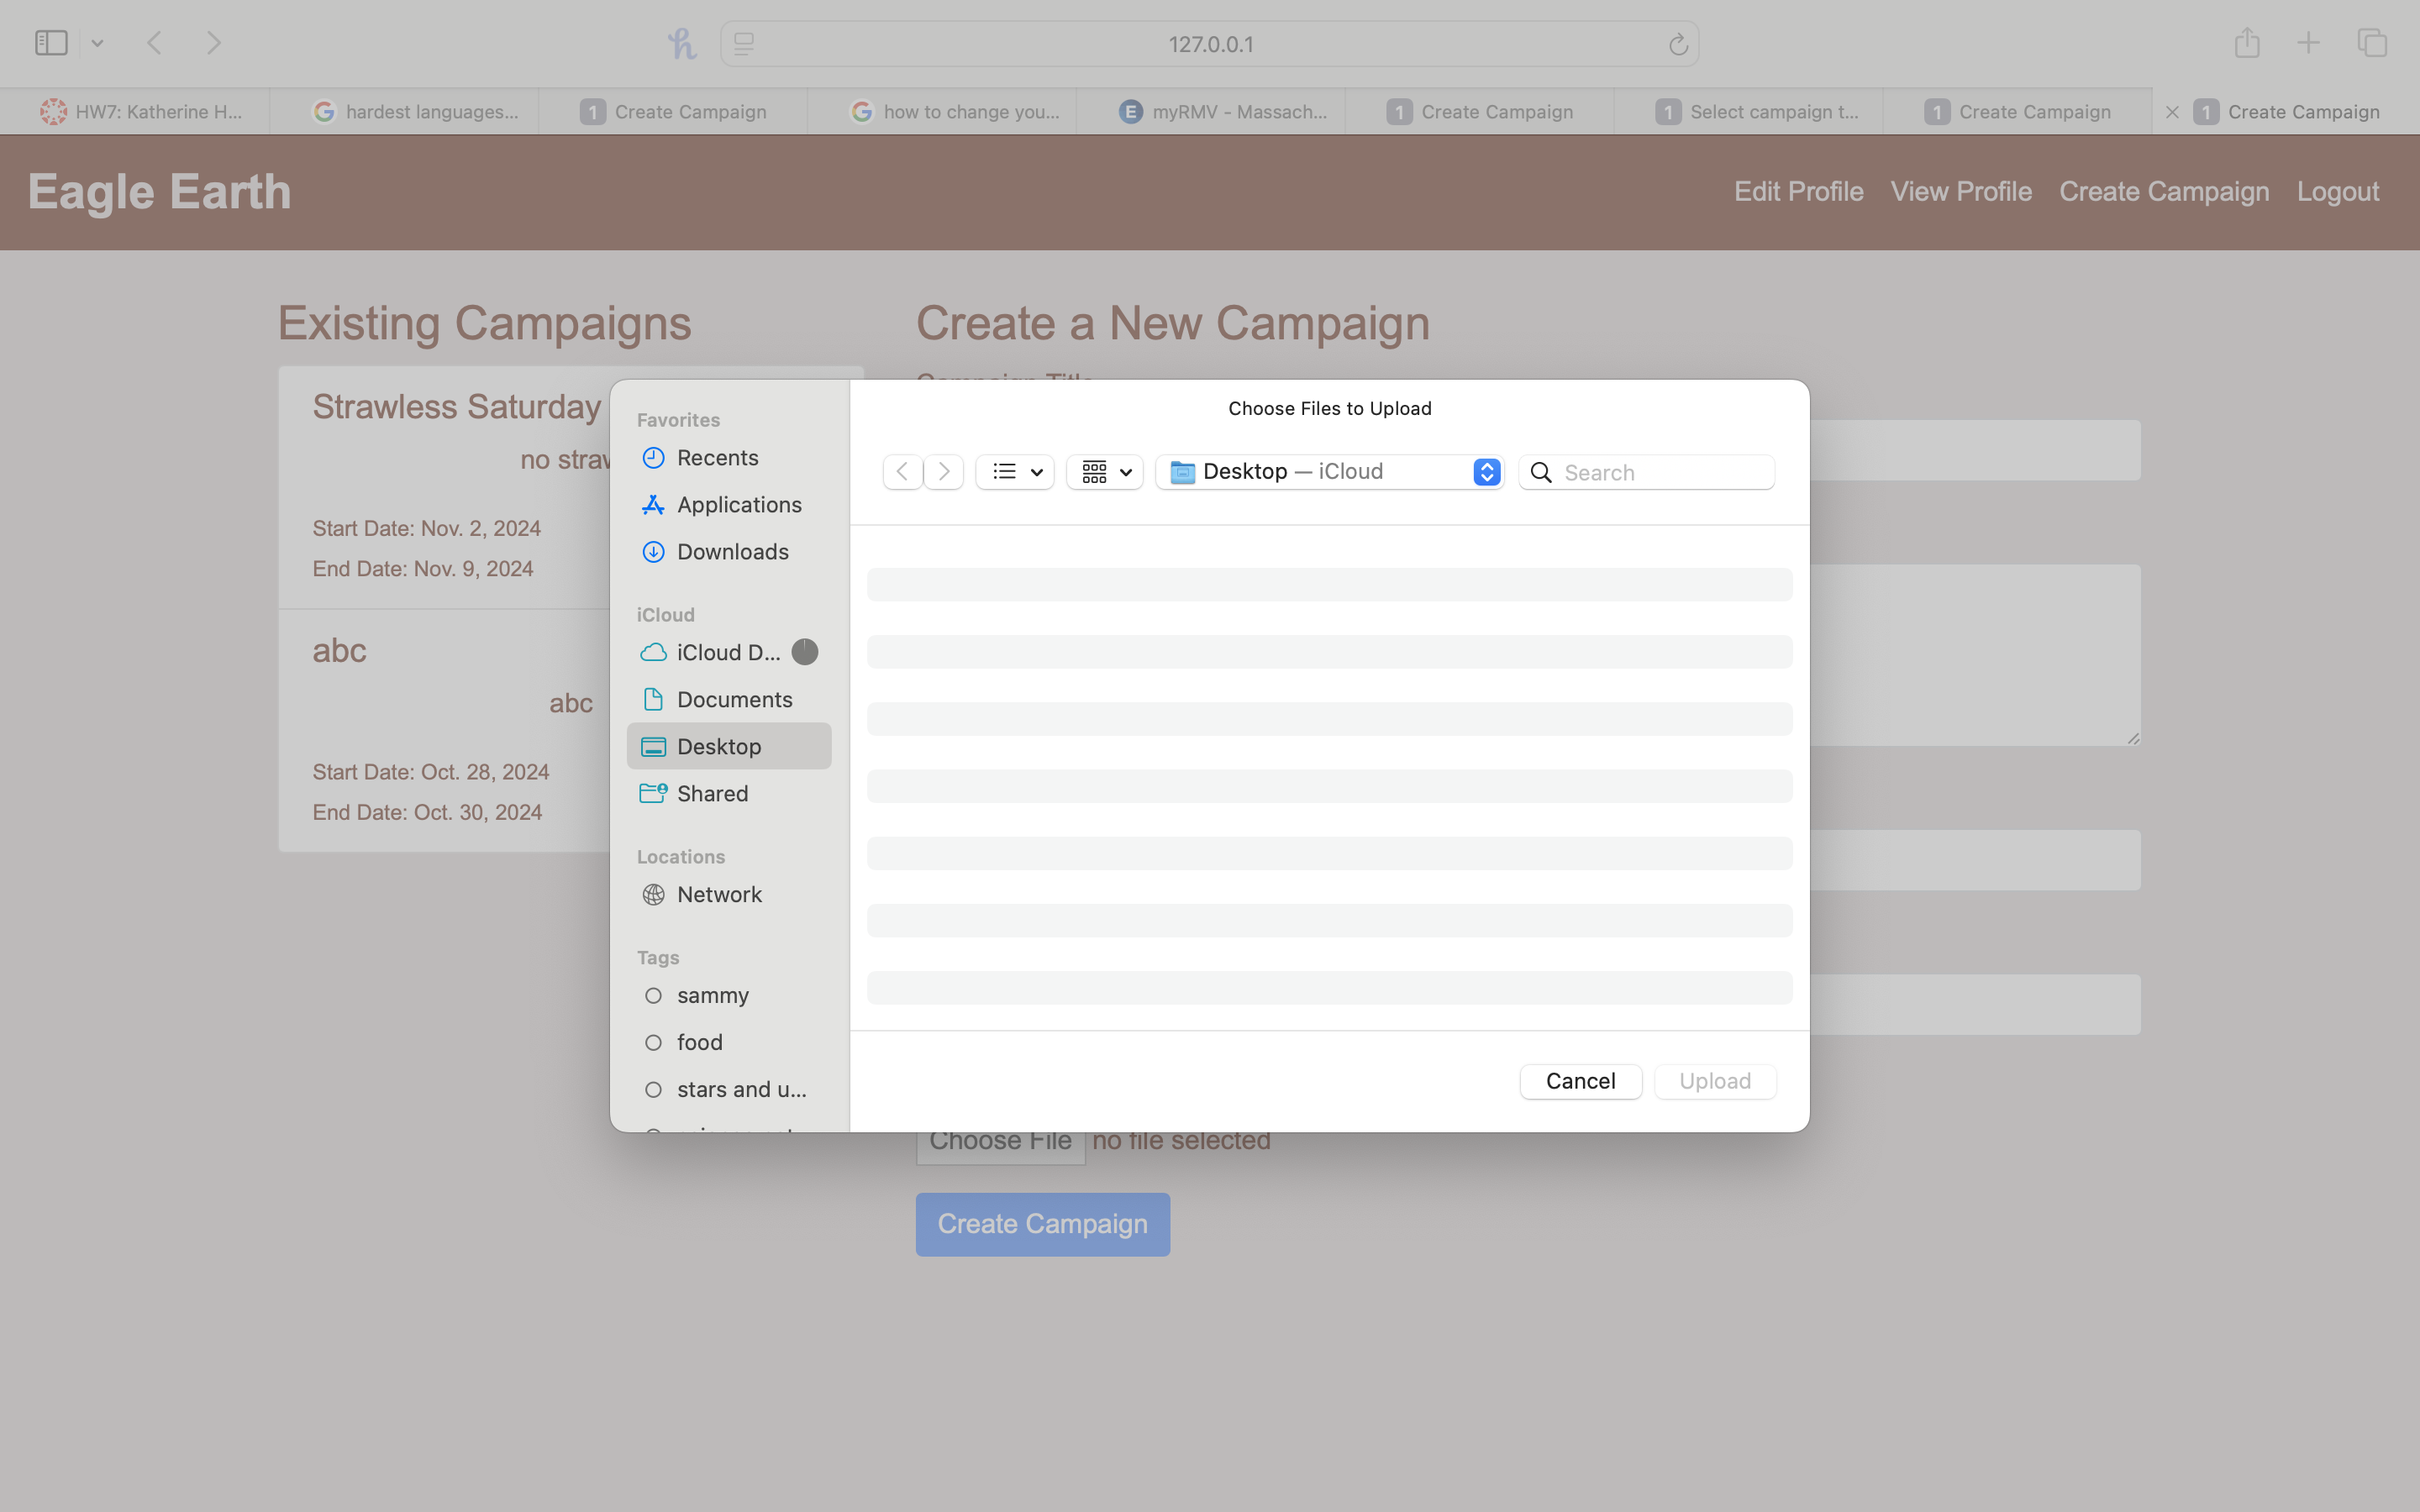 127.0.0.1
HW7: Katherine H...
hardest languages...
1 Create Campaign
how to change you...
E myRMV - Massach...
1 Create Campaign
1 Select campaign t...
1 Create Campaign
1 Create Campaign
Eagle Earth
Edit Profile View Profile Create Campaign Logout
Existing Campaigns
Strawless Saturday
no straw
Start Date: Nov. 2, 2024
End Date: Nov. 9, 2024
abc
abc
Start Date: Oct. 28, 2024
End Date: Oct. 30, 2024
Create a New Campaign
Campaign Title
Favorites
Recents
Applications
Downloads
iCloud
iCloud D...
Documents
Desktop
Shared
Locations
Network
Tags
sammy
food
stars and u...
Choose Files to Upload
Desktop — iCloud
Search
Cancel
Upload
Choose File no file selected
Create Campaign